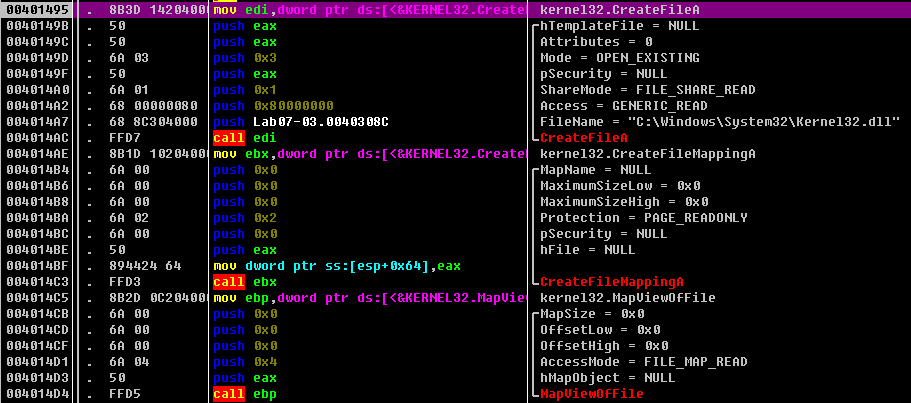 00401495 . 8B3D 14204000 mov edi,dword ptr ds:[<&KERNEL32.CreateF kernel32.CreateFileA
0040149B . 50 push eax hTemplateFile = NULL
0040149C . 50 push eax Attributes = 0
0040149D . 6A 03 push 0x3 Mode = OPEN_EXISTING
0040149F . 50 push eax pSecurity = NULL
004014A0 . 6A 01 push 0x1 ShareMode = FILE_SHARE_READ
004014A2 . 68 00000080 push 0x80000000 Access = GENERIC_READ
004014A7 . 68 8C304000 push Lab07-03.0040308C FileName = "C:\Windows\System32\Kernel32.dll"
004014AC . FFD7 call edi CreateFileA
004014AE . 8B1D 10204000 mov ebx,dword ptr ds:[<&KERNEL32.CreateF kernel32.CreateFileMappingA
004014B4 . 6A 00 push 0x0 MapName = NULL
004014B6 . 6A 00 push 0x0 MaximumSizeLow = 0x0
004014B8 . 6A 00 push 0x0 MaximumSizeHigh = 0x0
004014BA . 6A 02 push 0x2 Protection = PAGE_READONLY
004014BC . 6A 00 push 0x0 pSecurity = NULL
004014BE . 50 push eax hFile = NULL
004014BF . 894424 64 mov dword ptr ss:[esp+0x64],eax
004014C3 . FFD3 call ebx CreateFileMappingA
004014C5 . 8B2D 0C204000 mov ebp,dword ptr ds:[<&KERNEL32.MapView kernel32.MapViewOfFile
004014CB . 6A 00 push 0x0 MapSize = 0x0
004014CD . 6A 00 push 0x0 OffsetLow = 0x0
004014CF . 6A 00 push 0x0 OffsetHigh = 0x0
004014D1 . 6A 04 push 0x4 AccessMode = FILE_MAP_READ
004014D3 . 50 push eax hMapObject = NULL
004014D4 . FFD5 call ebp MapViewOfFile